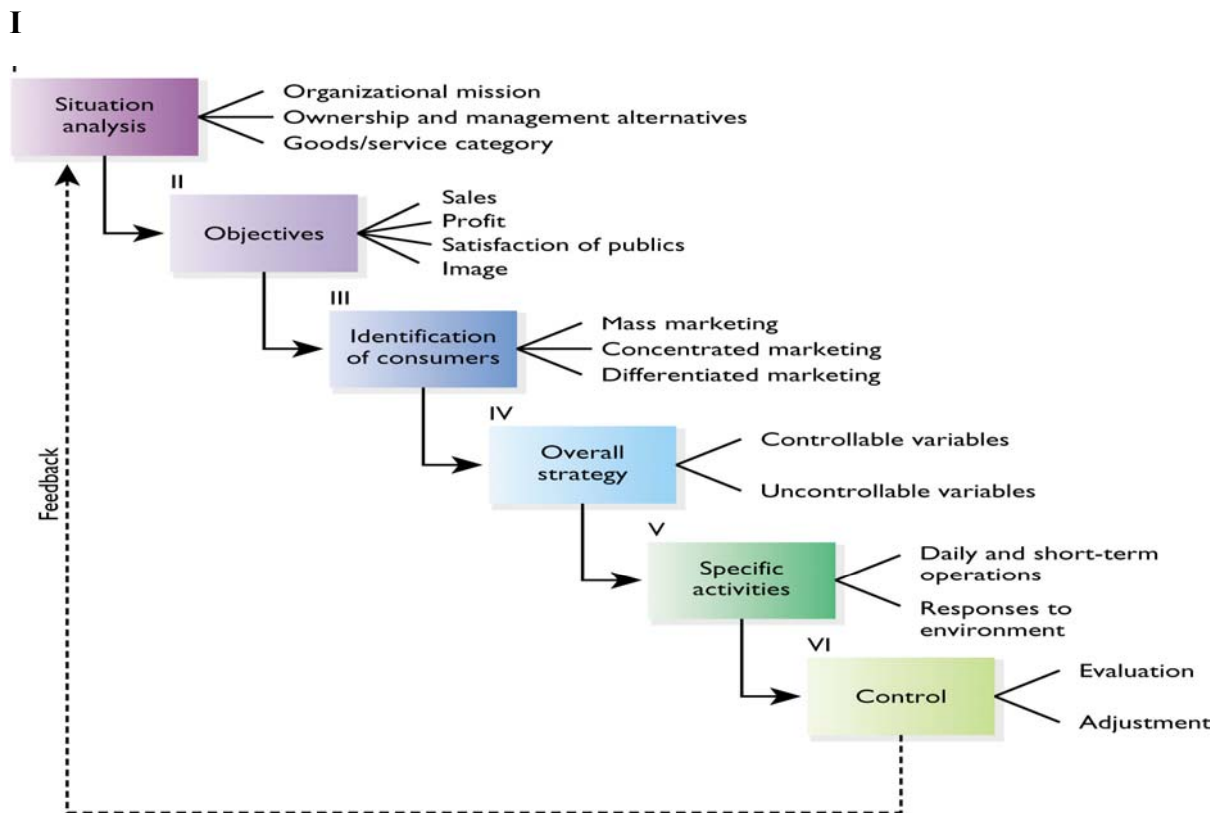 I
Situation
analysis
Organizational mission
Ownership and management alternatives
Goods/service category
II
Objectives
Sales
Profit
Satisfaction of publics
Image
III
Identification
of consumers
Mass marketing
Concentrated marketing
Differentiated marketing
IV
Overall
strategy
Controllable variables
Uncontrollable variables
V
Specific
activities
Daily and short-term
operations
Responses to
environment
VI
Control
Evaluation
Adjustment
Feedback